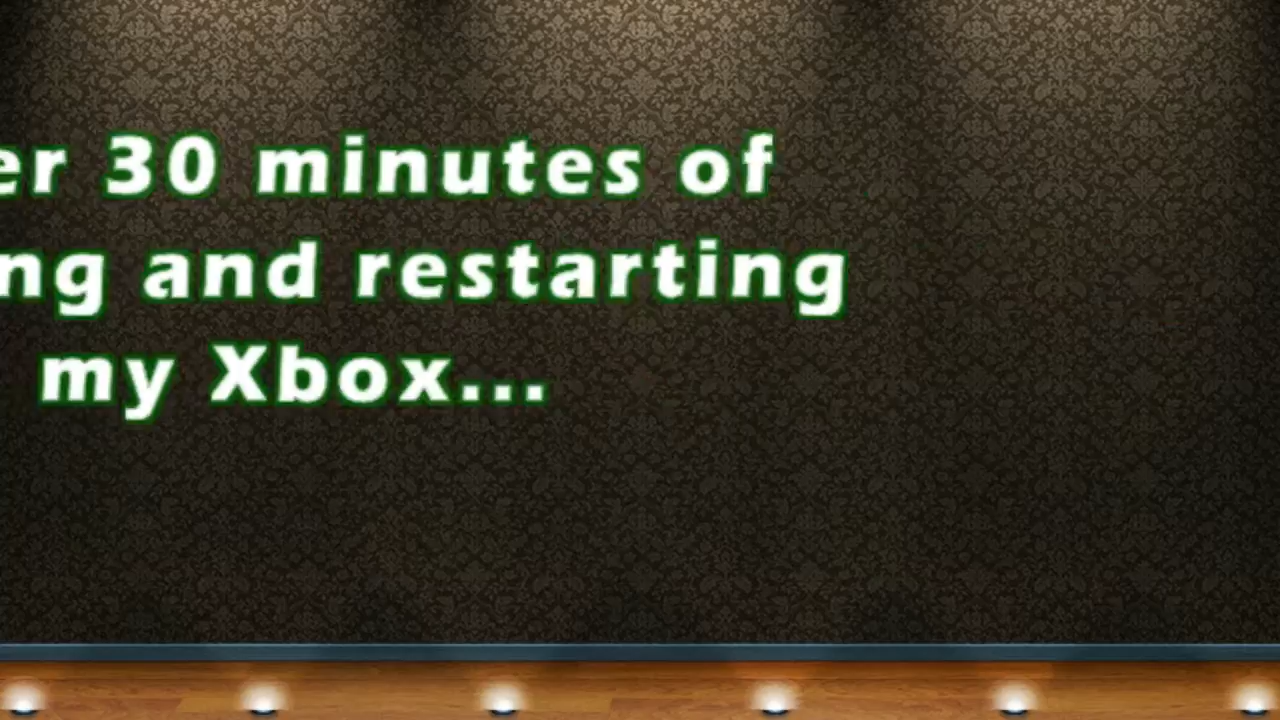 er 30 minutes of
ng and restarting
my Xbox...